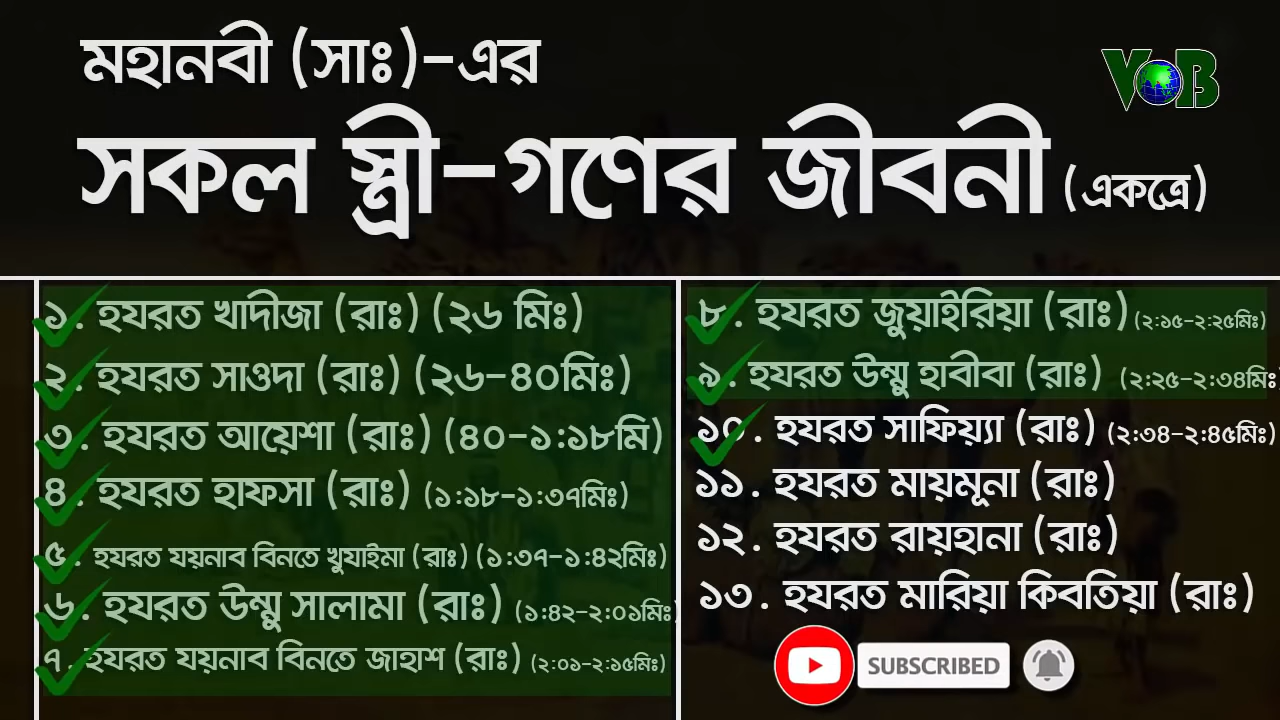 মহানবী (সাঃ)-এর
VOB
সকল স্ত্রী-গণের জীবনী (একত্রে)
১. হযরত খাদীজা (রাঃ) (২৬ মিঃ)
২. হযরত সাওদা (রাঃ) (২৬-৪০মিঃ)
৩. হযরত আয়েশা (রাঃ) (৪০-১:১৮মি)
৪. হযরত হাফসা (রাঃ) (১:১৮-১:৩৭মিঃ)
৫. হযরত যয়নাব বিনতে খুযাইমা (রাঃ) (১:৩৭-১:৪২মিঃ)
৬. হযরত উম্মু সালামা (রাঃ) (১:৪২-২:০১মিঃ)
৭. হযরত যয়নাব বিনতে জাহাশ (রাঃ) (২:০১-২:১৫মিঃ)
৮. হযরত জুয়াইরিয়া (রাঃ) (২:১৫-২:২৫মিঃ)
৯. হযরত উম্মু হাবীবা (রাঃ) (২:২৫-২:৩৪মিঃ)
১০. হযরত সাফিয়্যা (রাঃ) (২:৩৪-২:৪৫মিঃ)
১১. হযরত মায়মূনা (রাঃ)
১২. হযরত রায়হানা (রাঃ)
১৩. হযরত মারিয়া কিবতিয়া (রাঃ)
SUBSCRIBED